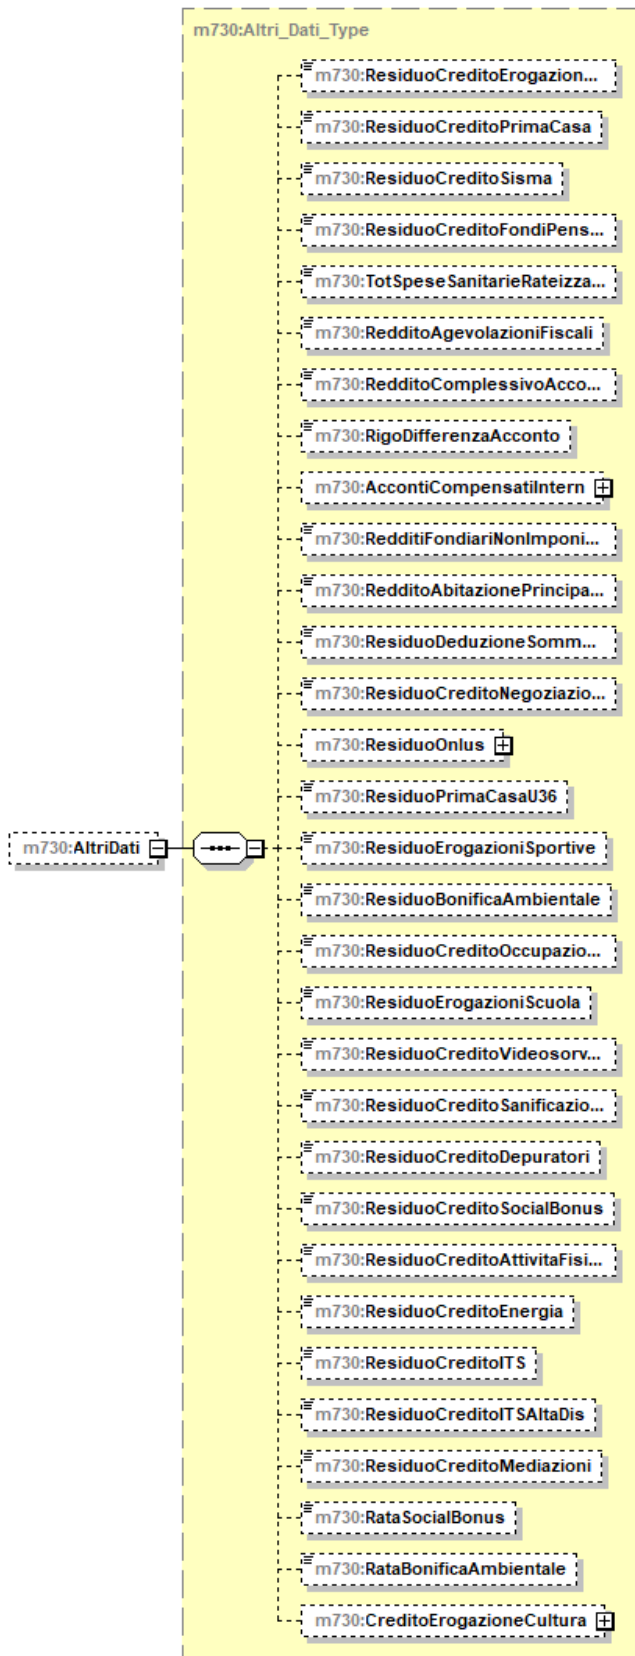 m730:Altri_Dati_Type
m730:ResiduoCreditoErogazion...
m730:ResiduoCreditoPrimaCasa
m730:ResiduoCreditoSisma
m730:ResiduoCreditoFondiPens...
m730:TotSpeseSanitarieRateizza...
m730:RedditoAgevolazioniFiscali
m730:RedditoComplessivoAcco...
m730:RigoDifferenzaAcconto
m730:AccontiCompensatiIntern
m730:RedditiFondiariNonImponi...
m730:RedditoAbitazionePrincipa...
m730:ResiduoDeduzioneSomm...
m730:ResiduoCreditoNegoziazio...
m730:ResiduoOnlus
m730:ResiduoPrimaCasaU36
m730:AltriDati
m730:ResiduoErogazioniSportive
m730:ResiduoBonificaAmbientale
m730:ResiduoCreditoOccupazio...
m730:ResiduoErogazioniScuola
m730:ResiduoCreditoVideosorv...
m730:ResiduoCreditoSanificazio...
m730:ResiduoCreditoDepuratori
m730:ResiduoCreditoSocialBonus
m730:ResiduoCreditoAttivitaFisi...
m730:ResiduoCreditoEnergia
m730:ResiduoCreditoITS
m730:ResiduoCreditoITSAltaDis
m730:ResiduoCreditoMediazioni
m730:RataSocialBonus
m730:RataBonificaAmbientale
m730:CreditoErogazioneCultura